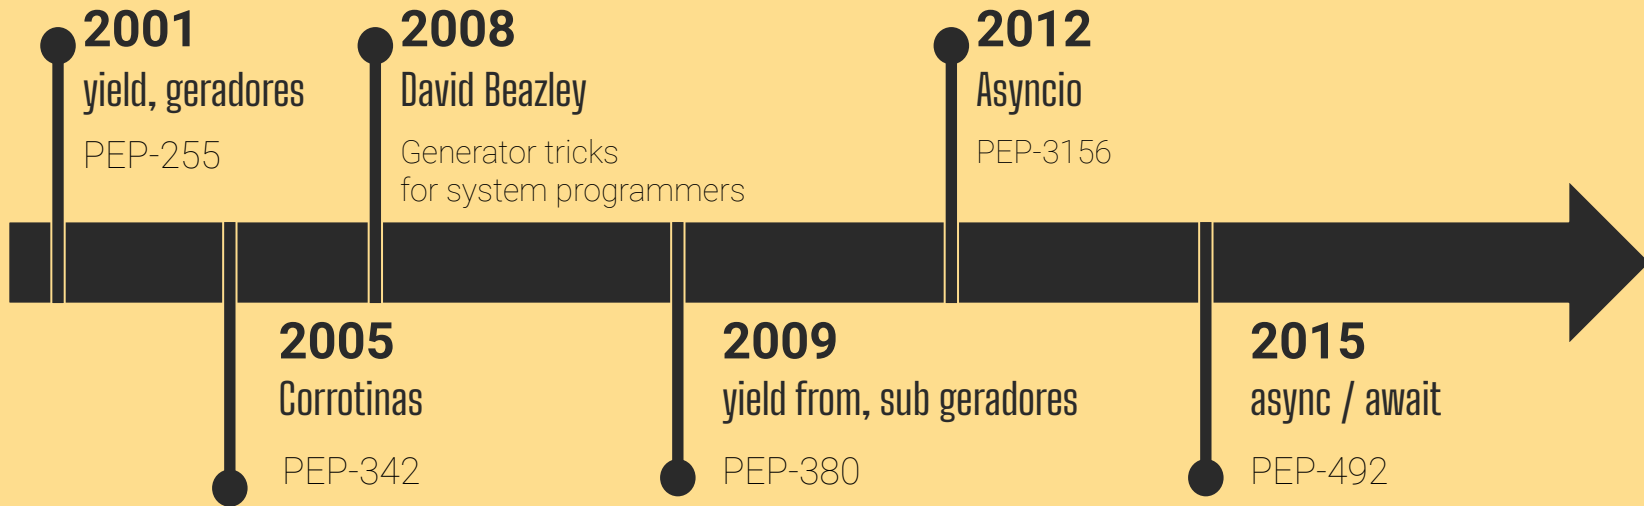 2001
yield, geradores
PEP-255
2005
Corrotinas
PEP-342
2008
David Beazley
Generator tricks
for system programmers
2009
yield from, sub geradores
PEP-380
2012
Asyncio
PEP-3156
2015
async / await
PEP-492